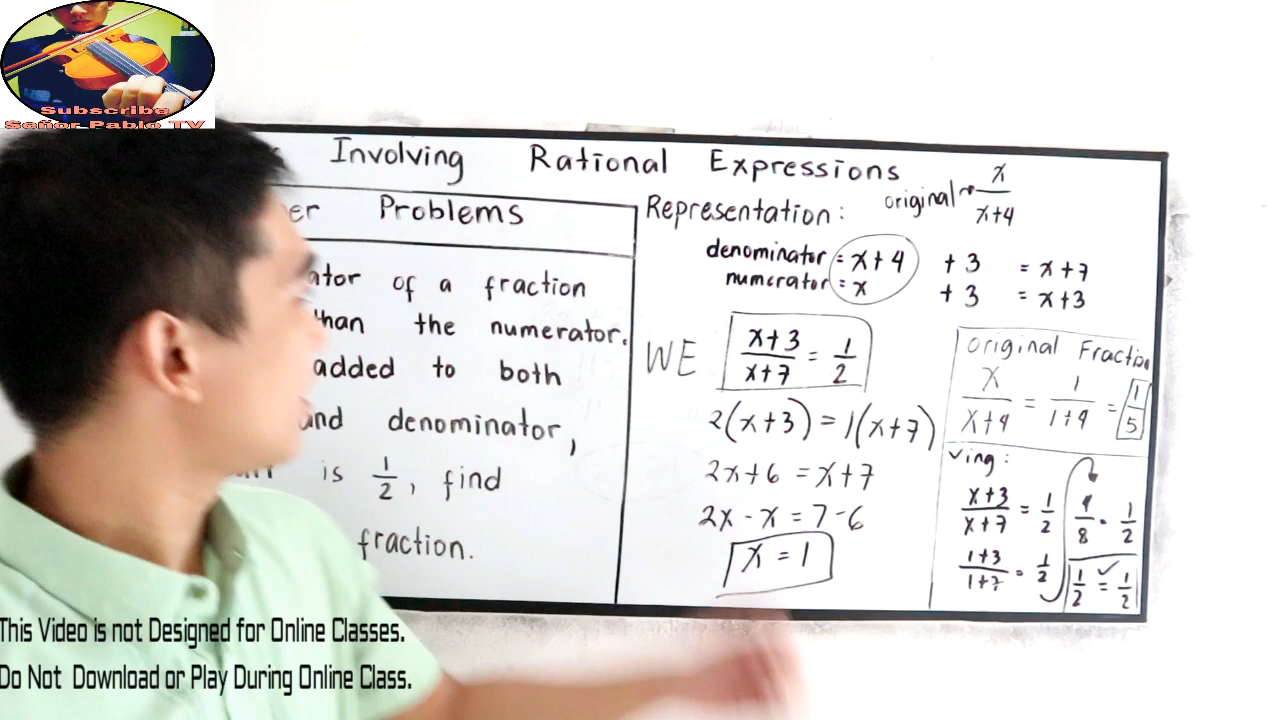 Subscribe
Señor Pablo TV
Involving Rational Expressions
Problems
of a fraction
than the numerator.
added to both
and denominator,
is 1/2, find
fraction.
Representation: original → x/x+4
denominator = x+4 +3 = x+7
numerator = x +3 = x+3
WE x+3/x+7 = 1/2
2(x+3) = 1(x+7)
2x+6 = x+7
2x-x = 7-6
x = 1
original Fraction
x/x+4 = 1/1+4 = 1/5
ving:
x+3/x+7 = 1/2
1+3/1+7 = 1/2
4/8 = 1/2
1/2 = 1/2 ✓
This Video is not Designed for Online Classes.
Do Not Download or Play During Online Class.